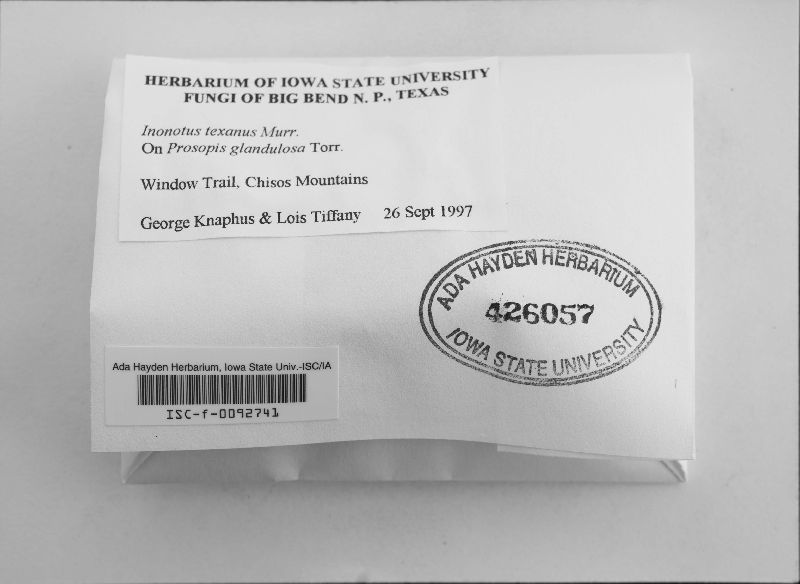 HERBARIUM OF IOWA STATE UNIVERSITY
FUNGI OF BIG BEND N. P., TEXAS
Inonotus texanus Murr.
On Prosopis glandulosa Torr.
Window Trail, Chisos Mountains
George Knaphus & Lois Tiffany 26 Sept 1997
ADA HAYDEN HERBARIUM
426057
IOWA STATE UNIVERSITY
Ada Hayden Herbarium, Iowa State Univ.-ISC/IA
ISC-f-0092741